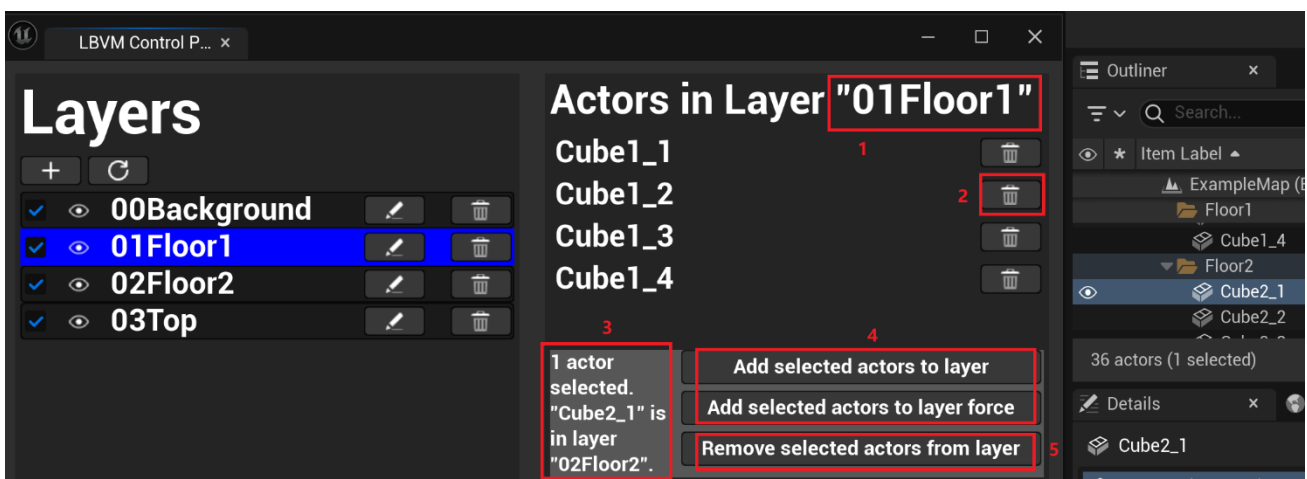 LBVM Control P...
Layers
00Background
01Floor1
02Floor2
03Top
Actors in Layer "01Floor1"
1
Cube1_1
Cube1_2
2
Cube1_3
Cube1_4
3
4
1 actor
selected.
"Cube2_1" is
in layer
"02Floor2".
Add selected actors to layer
Add selected actors to layer force
Remove selected actors from layer
5
Outliner
Search...
Item Label
ExampleMap (E
Floor1
Cube1_4
Floor2
Cube2_1
Cube2_2
36 actors (1 selected)
Details
Cube2_1